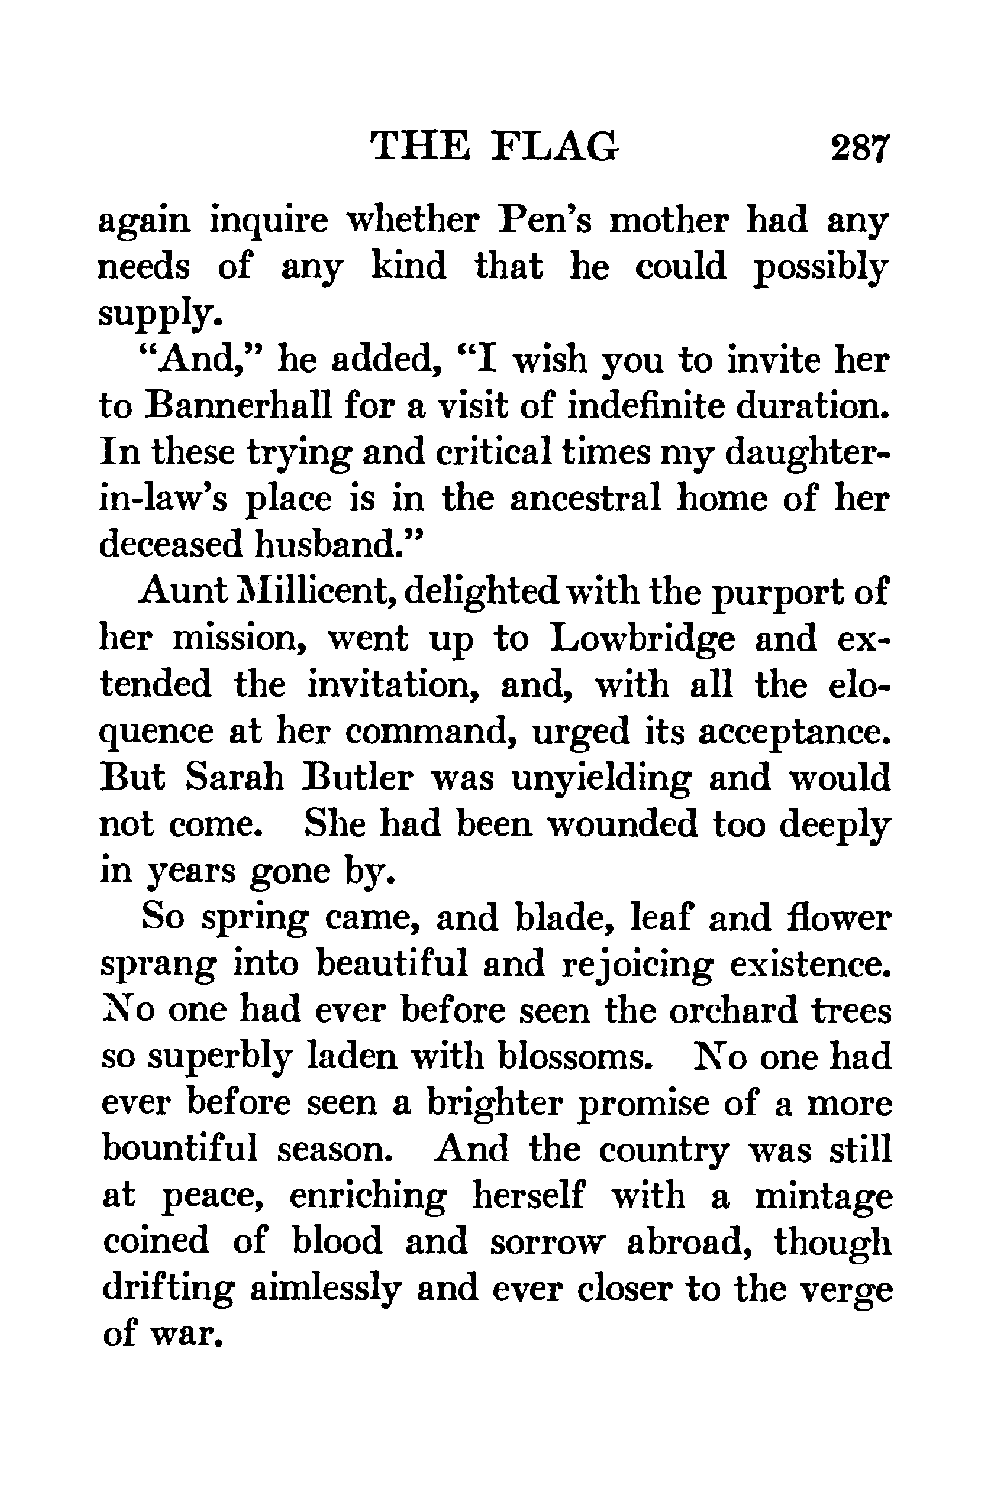 THE FLAG 287
again inquire whether Pen's mother had any
needs of any kind that he could possibly
supply.
"And," he added, "I wish you to invite her
to Bannerhall for a visit of indefinite duration.
In these trying and critical times my daughter-
in-law's place is in the ancestral home of her
deceased husband."
Aunt Millicent, delighted with the purport of
her mission, went up to Lowbridge and ex-
tended the invitation, and, with all the elo-
quence at her command, urged its acceptance.
But Sarah Butler was unyielding and would
not come. She had been wounded too deeply
in years gone by.
So spring came, and blade, leaf and flower
sprang into beautiful and rejoicing existence.
No one had ever before seen the orchard trees
so superbly laden with blossoms. No one had
ever before seen a brighter promise of a more
bountiful season. And the country was still
at peace, enriching herself with a mintage
coined of blood and sorrow abroad, though
drifting aimlessly and ever closer to the verge
of war.